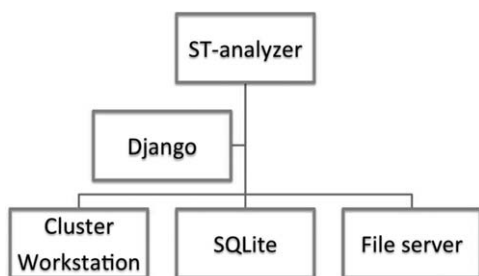 ST-analyzer
Django
Cluster
Workstation
SQLite
File server